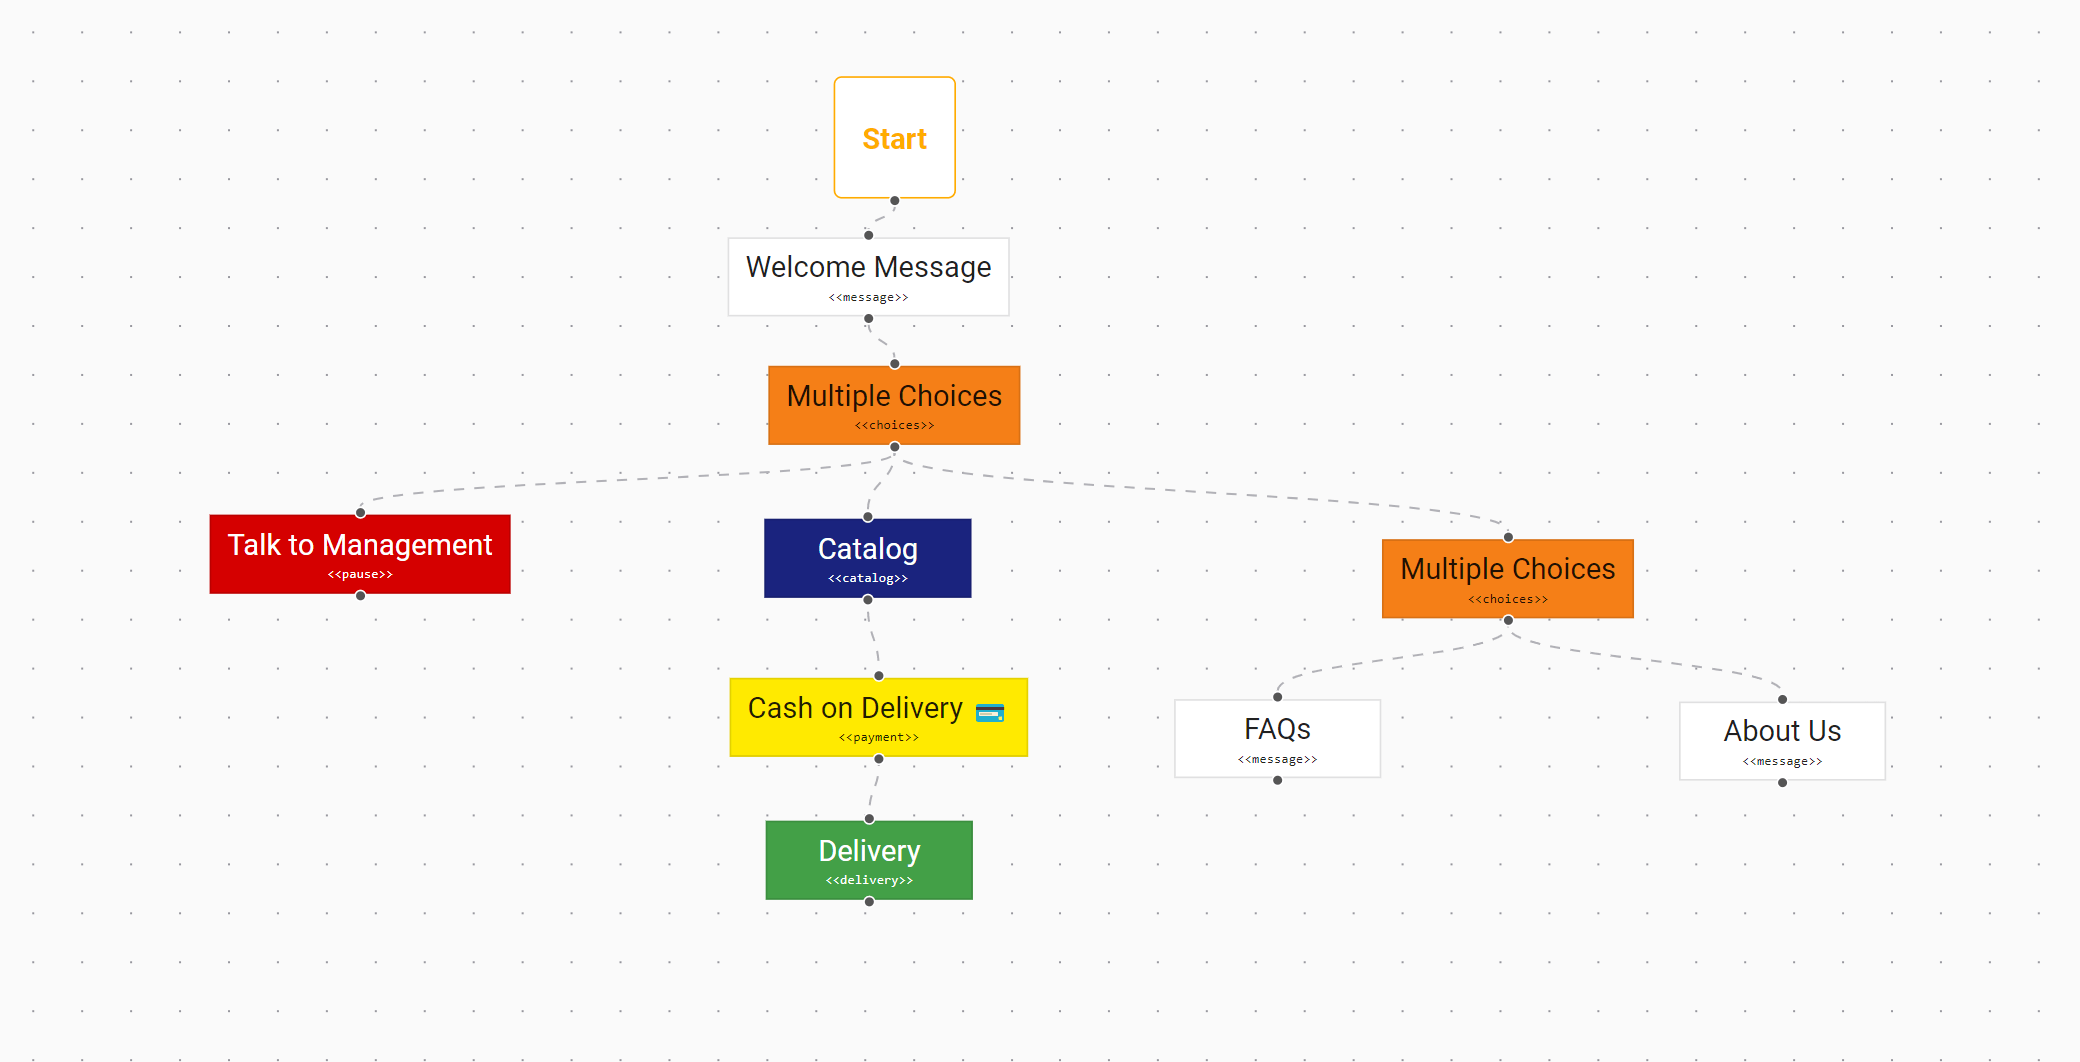 Start
Welcome Message
<<message>>
Multiple Choices
<<choices>>
Talk to Management
<<pause>>
Catalog
<<catalog>>
Multiple Choices
<<choices>>
Cash on Delivery 💳
<<payment>>
FAQs
<<message>>
About Us
<<message>>
Delivery
<<delivery>>